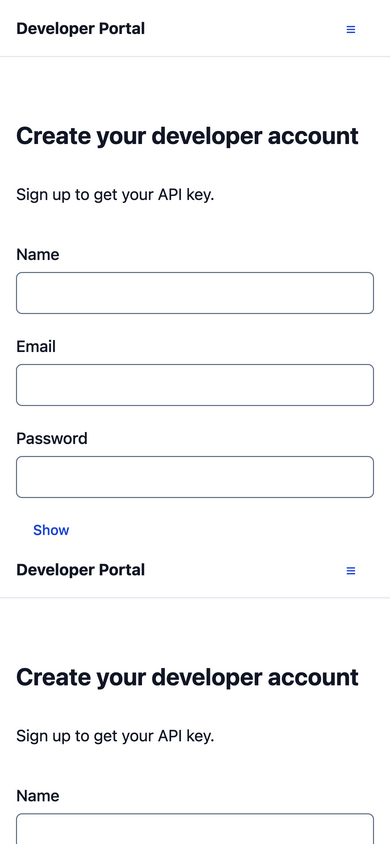 Developer Portal ≡
Create your developer account
Sign up to get your API key.
Name
Email
Password
Show
Developer Portal ≡
Create your developer account
Sign up to get your API key.
Name